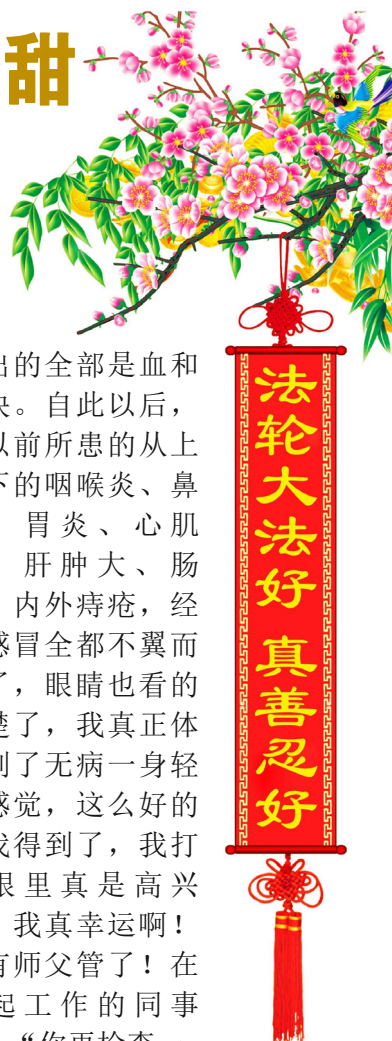 甜
出的全部是血和
块。自此以后，
以前所患的从上
下的咽喉炎、鼻
胃炎、心肌
肝肿大、肠
内外痔疮，经
感冒全都不翼而
了，眼睛也看的
楚了，我真正体
到了无病一身轻
感觉，这么好的
我得到了，我打
眼里真是高兴
我真幸运啊！
有师父管了！在
起工作的同事
“你再检查
法轮大法好 真善忍好